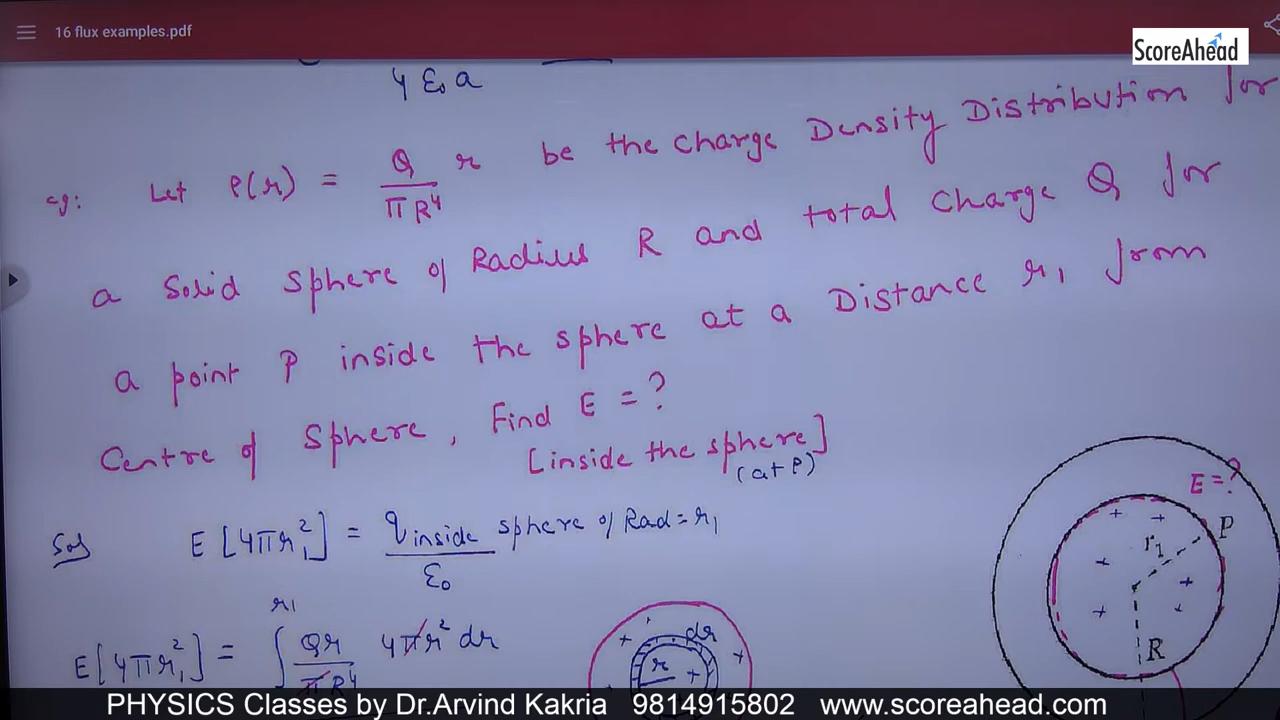 16 flux examples.pdf
ScoreAhead
4 ε₀ a
eg: Let ρ(r) = Q/πR⁴ r be the charge Density Distribution for
a solid sphere of Radius R and total charge Q for
a point P inside the sphere at a Distance r₁ from
Centre of Sphere, Find E = ?
[inside the sphere]
(at P)
Sol E[4πr₁²] = qinside sphere of Rad = r₁ / ε₀
E[4πr₁²] = ∫ r₁ Qr/πR⁴ 4πr² dr
dr
r
E = ?
P
r₁
R
PHYSICS Classes by Dr.Arvind Kakria 9814915802 www.scoreahead.com